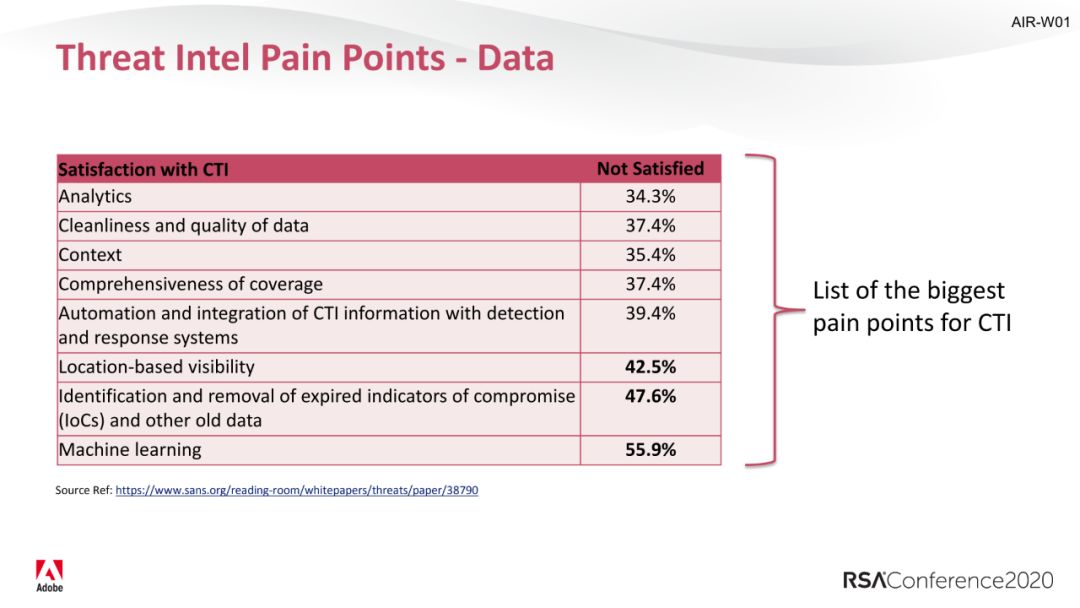 AIR-W01
Threat Intel Pain Points - Data
Satisfaction with CTI Not Satisfied
Analytics 34.3%
Cleanliness and quality of data 37.4%
Context 35.4%
Comprehensiveness of coverage 37.4%
Automation and integration of CTI information with detection
and response systems 39.4%
Location-based visibility 42.5%
Identification and removal of expired indicators of compromise
(IoCs) and other old data 47.6%
Machine learning 55.9%
List of the biggest
pain points for CTI
Source Ref: https://www.sans.org/reading-room/whitepapers/threats/paper/38790
Adobe
RSAConference2020